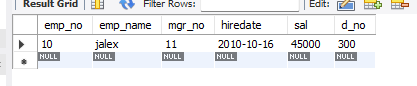 Result Grid Filter Rows: Edit:
emp_no emp_name mgr_no hiredate sal d_no
10 jalex 11 2010-10-16 45000 300
NULL NULL NULL NULL NULL NULL